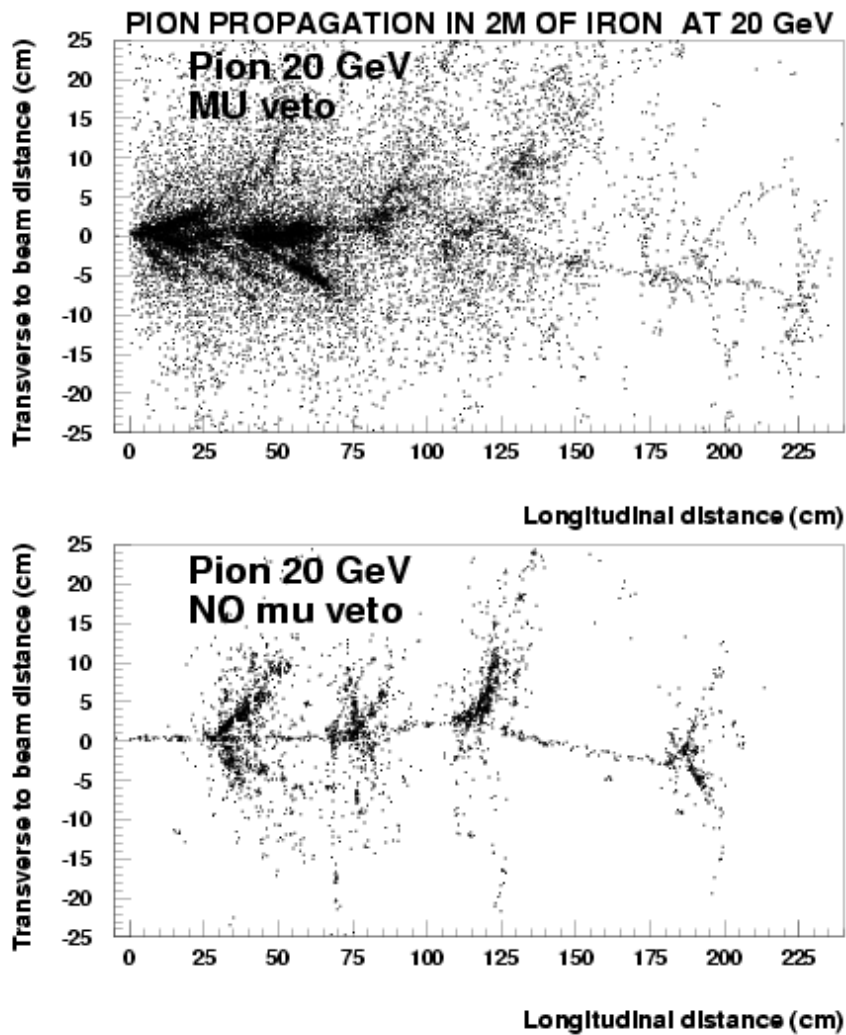 PION PROPAGATION IN 2M OF IRON AT 20 GeV
Pion 20 GeV
MU veto
Transverse to beam distance (cm)
25
20
15
10
5
0
-5
-10
-15
-20
-25
0 25 50 75 100 125 150 175 200 225
Longitudinal distance (cm)
Pion 20 GeV
NO mu veto
Transverse to beam distance (cm)
25
20
15
10
5
0
-5
-10
-15
-20
-25
0 25 50 75 100 125 150 175 200 225
Longitudinal distance (cm)